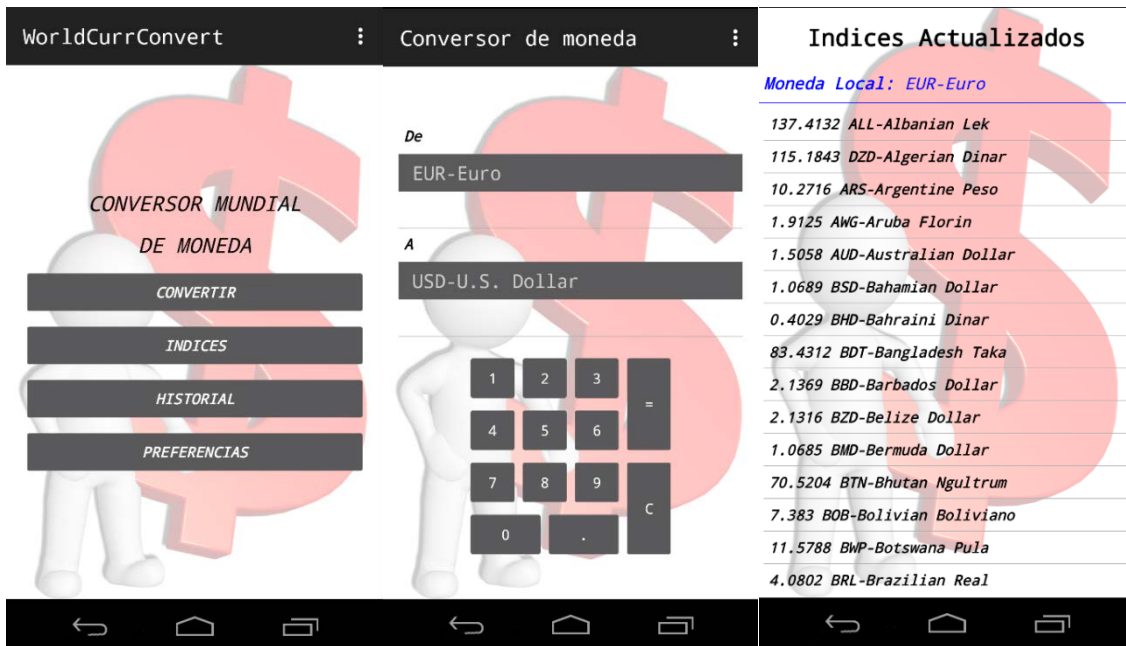 WorldCurrConvert
CONVERSOR MUNDIAL
DE MONEDA
CONVERTIR
INDICES
HISTORIAL
PREFERENCIAS
Conversor de moneda
De
EUR-Euro
A
USD-U.S. Dollar
1 2 3 =
4 5 6
7 8 9 C
0 .
Indices Actualizados
Moneda Local: EUR-Euro
137.4132 ALL-Albanian Lek
115.1843 DZD-Algerian Dinar
10.2716 ARS-Argentine Peso
1.9125 AWG-Aruba Florin
1.5058 AUD-Australian Dollar
1.0689 BSD-Bahamian Dollar
0.4029 BHD-Bahraini Dinar
83.4312 BDT-Bangladesh Taka
2.1369 BBD-Barbados Dollar
2.1316 BZD-Belize Dollar
1.0685 BMD-Bermuda Dollar
70.5204 BTN-Bhutan Ngultrum
7.383 BOB-Bolivian Boliviano
11.5788 BWP-Botswana Pula
4.0802 BRL-Brazilian Real